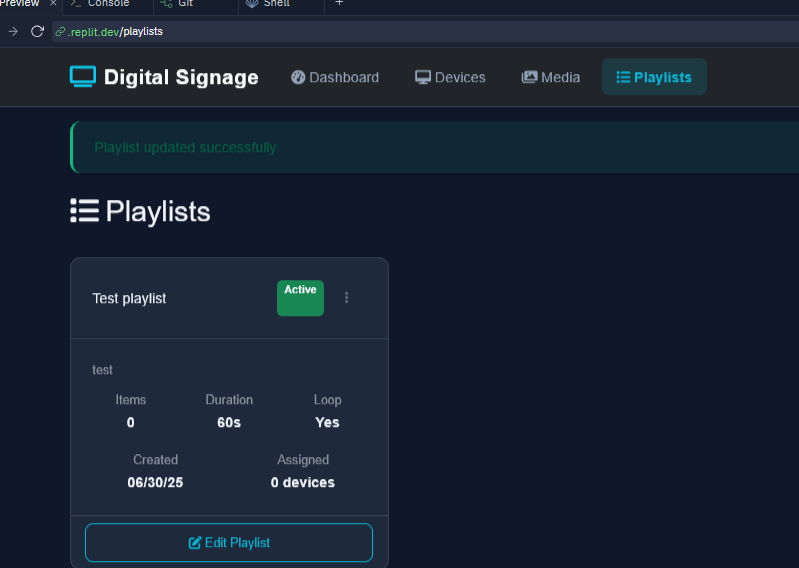 Preview × Console Git Shell +
.replit.dev/playlists
Digital Signage Dashboard Devices Media Playlists
Playlist updated successfully
Playlists
Test playlist Active
test
Items Duration Loop
0 60s Yes
Created Assigned
06/30/25 0 devices
Edit Playlist